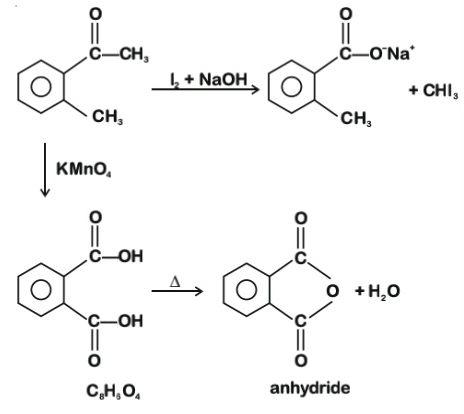 O
C—CH₃
CH₃
I₂ + NaOH
O
C—O⁻Na⁺
CH₃
+ CHI₃
KMnO₄
O
C—OH
C—OH
O
Δ
O
C
O
C
O
+ H₂O
C₈H₆O₄
anhydride